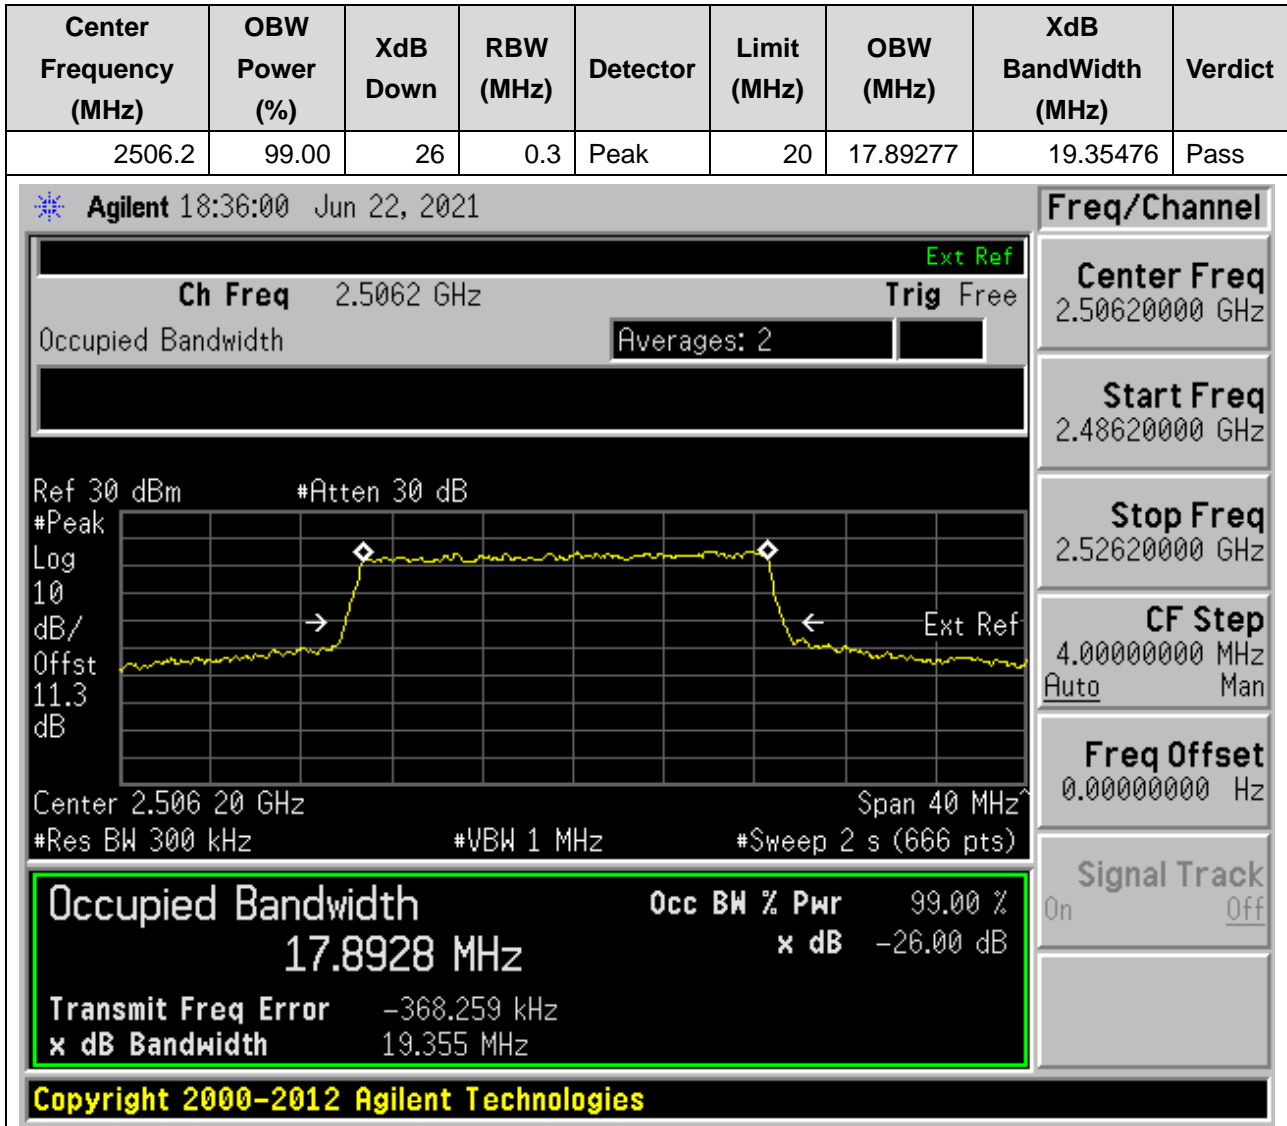 Center Frequency (MHz) OBW Power (%) XdB Down RBW (MHz) Detector Limit (MHz) OBW (MHz) XdB BandWidth (MHz) Verdict
2506.2 99.00 26 0.3 Peak 20 17.89277 19.35476 Pass
Agilent 18:36:00 Jun 22, 2021
Freq/Channel
Ext Ref
Ch Freq 2.5062 GHz Trig Free
Occupied Bandwidth Averages: 2
Center Freq
2.50620000 GHz
Start Freq
2.48620000 GHz
Stop Freq
2.52620000 GHz
CF Step
4.00000000 MHz
Auto Man
Freq Offset
0.00000000 Hz
Signal Track
On Off
Ref 30 dBm #Atten 30 dB
#Peak
Log
10
dB/
Offst
11.3
dB
Ext Ref
Center 2.506 20 GHz Span 40 MHz^
#Res BW 300 kHz #VBW 1 MHz #Sweep 2 s (666 pts)
Occupied Bandwidth
17.8928 MHz
Occ BW % Pwr 99.00 %
x dB -26.00 dB
Transmit Freq Error -368.259 kHz
x dB Bandwidth 19.355 MHz
Copyright 2000-2012 Agilent Technologies